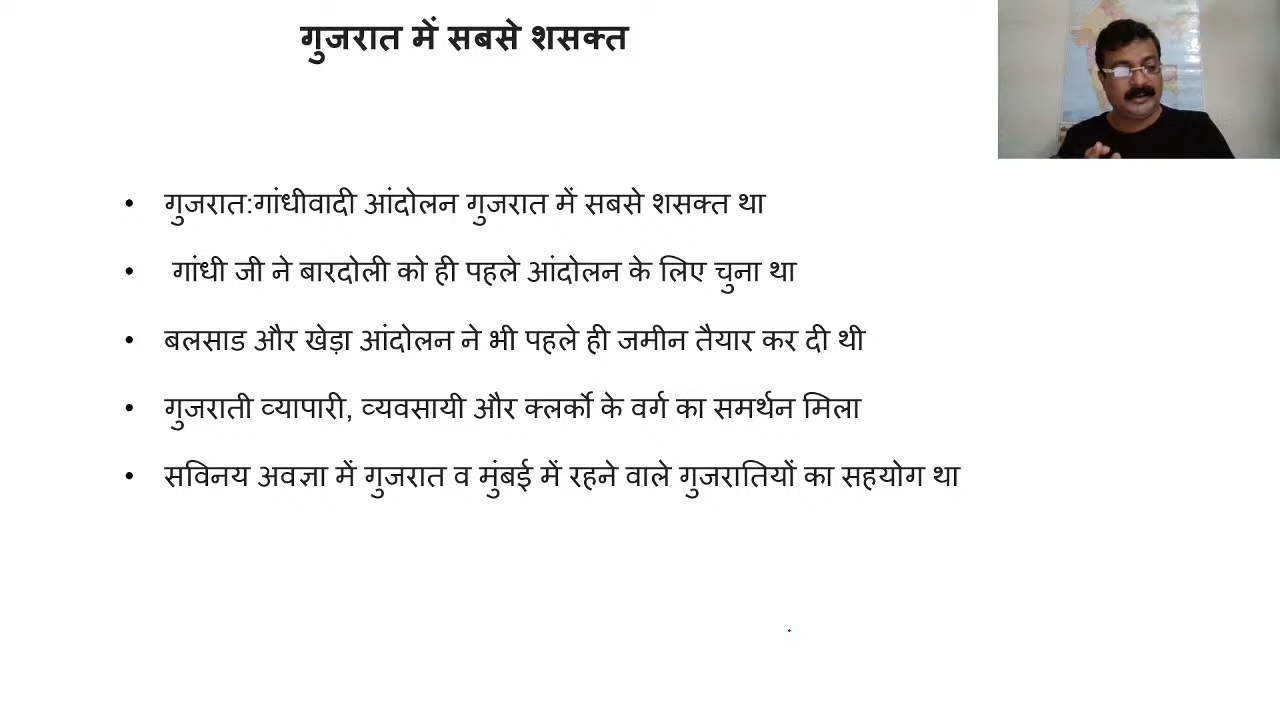 गुजरात में सबसे शसक्त
• गुजरात:गांधीवादी आंदोलन गुजरात में सबसे शसक्त था
• गांधी जी ने बारदोली को ही पहले आंदोलन के लिए चुना था
• बलसाड और खेड़ा आंदोलन ने भी पहले ही जमीन तैयार कर दी थी
• गुजराती व्यापारी, व्यवसायी और क्लर्को के वर्ग का समर्थन मिला
• सविनय अवज्ञा में गुजरात व मुंबई में रहने वाले गुजरातियों का सहयोग था